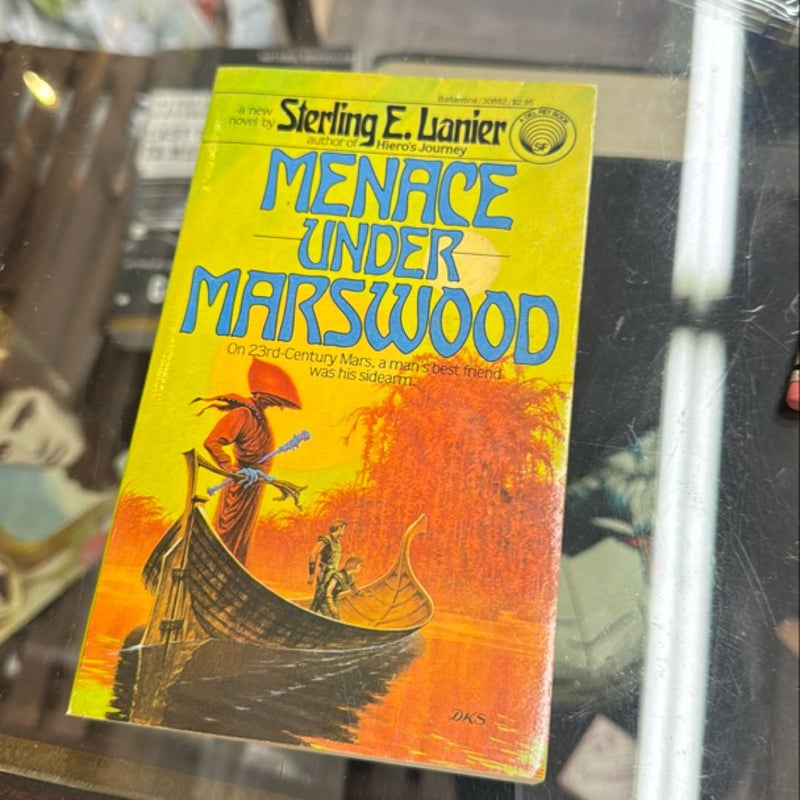 Ballantine/30882/$2.95
a new
novel by Sterling E. Lanier
author of Hiero's Journey
A DEL REY BOOK
SF
MENACE
UNDER
MARSWOOD
On 23rd-Century Mars, a man's best friend
was his sidearm.
DKS